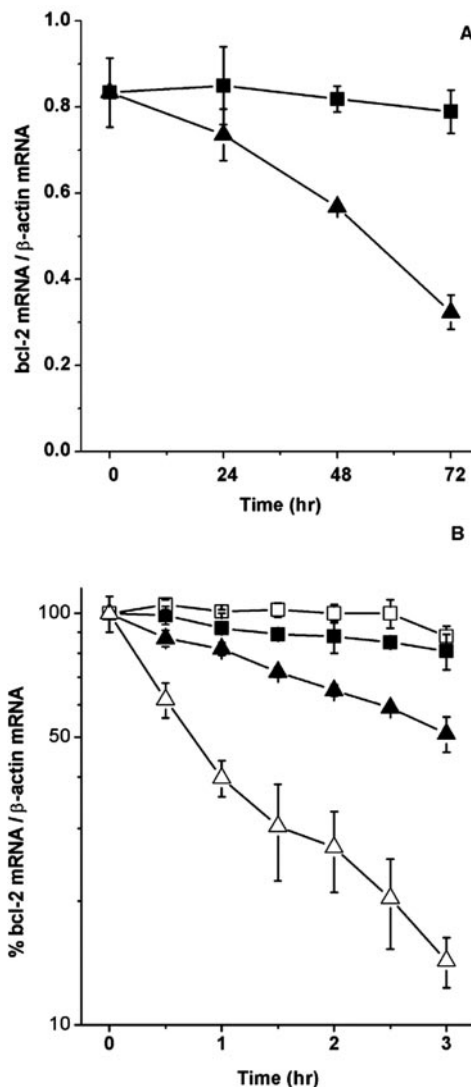 A
bcl-2 mRNA / β-actin mRNA
1.0
0.8
0.6
0.4
0.2
0.0
0 24 48 72
Time (hr)
B
% bcl-2 mRNA / β-actin mRNA
100
50
10
0 1 2 3
Time (hr)